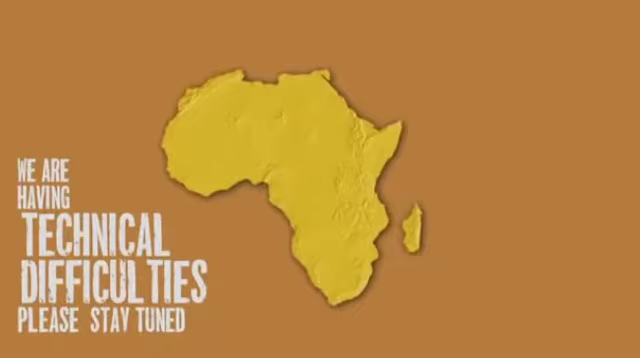 WE ARE
HAVING
TECHNICAL
DIFFICULTIES
PLEASE STAY TUNED